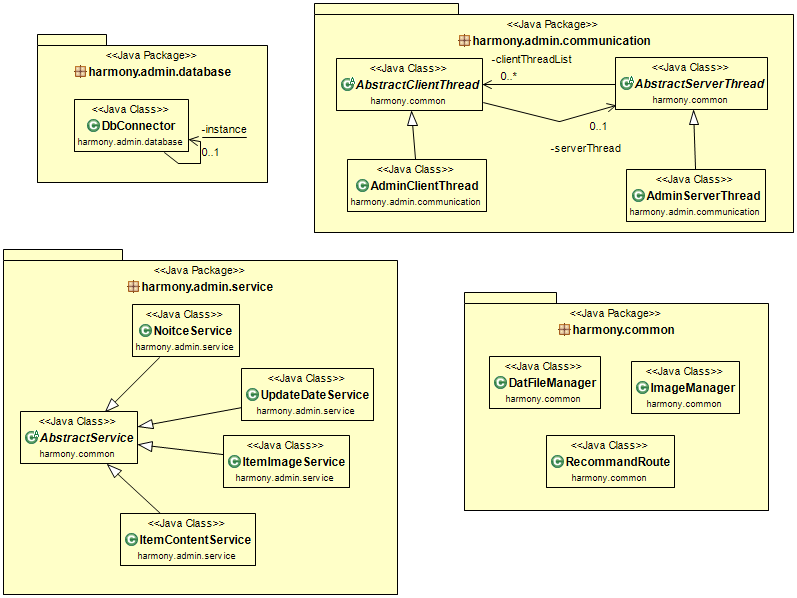 <<Java Package>>
harmony.admin.database
<<Java Class>>
DbConnector
harmony.admin.database
-instance
0..1
<<Java Package>>
harmony.admin.communication
<<Java Class>>
AbstractClientThread
harmony.common
-clientThreadList
0..*
<<Java Class>>
AbstractServerThread
harmony.common
0..1
-serverThread
<<Java Class>>
AdminClientThread
harmony.admin.communication
<<Java Class>>
AdminServerThread
harmony.admin.communication
<<Java Package>>
harmony.admin.service
<<Java Class>>
NoitceService
harmony.admin.service
<<Java Class>>
UpdateDateService
harmony.admin.service
<<Java Class>>
AbstractService
harmony.common
<<Java Class>>
ItemImageService
harmony.admin.service
<<Java Class>>
ItemContentService
harmony.admin.service
<<Java Package>>
harmony.common
<<Java Class>>
DatFileManager
harmony.common
<<Java Class>>
ImageManager
harmony.common
<<Java Class>>
RecommandRoute
harmony.common